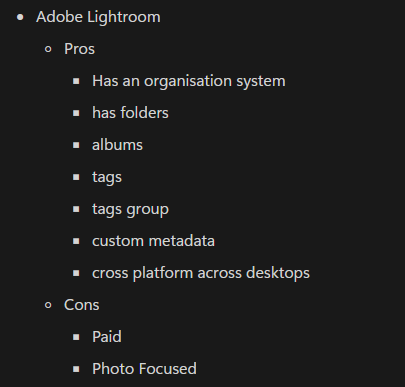 Adobe Lightroom
Pros
Has an organisation system
has folders
albums
tags
tags group
custom metadata
cross platform across desktops
Cons
Paid
Photo Focused